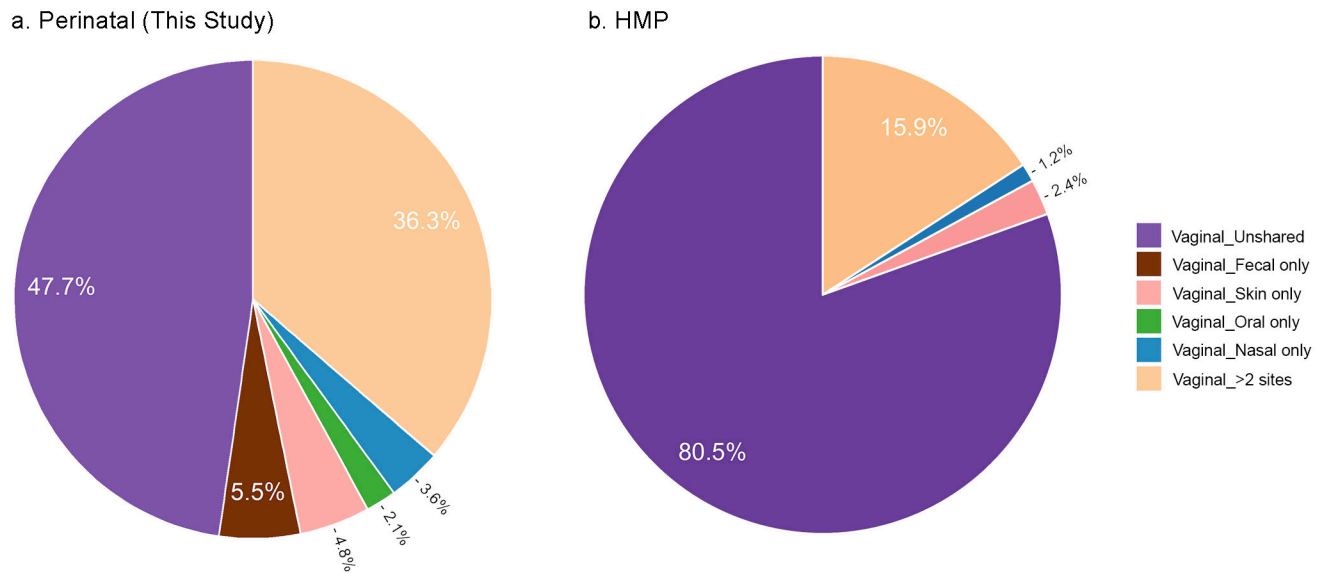 a. Perinatal (This Study)
b. HMP
36.3%
47.7%
5.5%
- 4.8%
- 2.1%
- 3.6%
15.9%
- 1.2%
- 2.4%
80.5%
Vaginal_Unshared
Vaginal_Fecal only
Vaginal_Skin only
Vaginal_Oral only
Vaginal_Nasal only
Vaginal_>2 sites